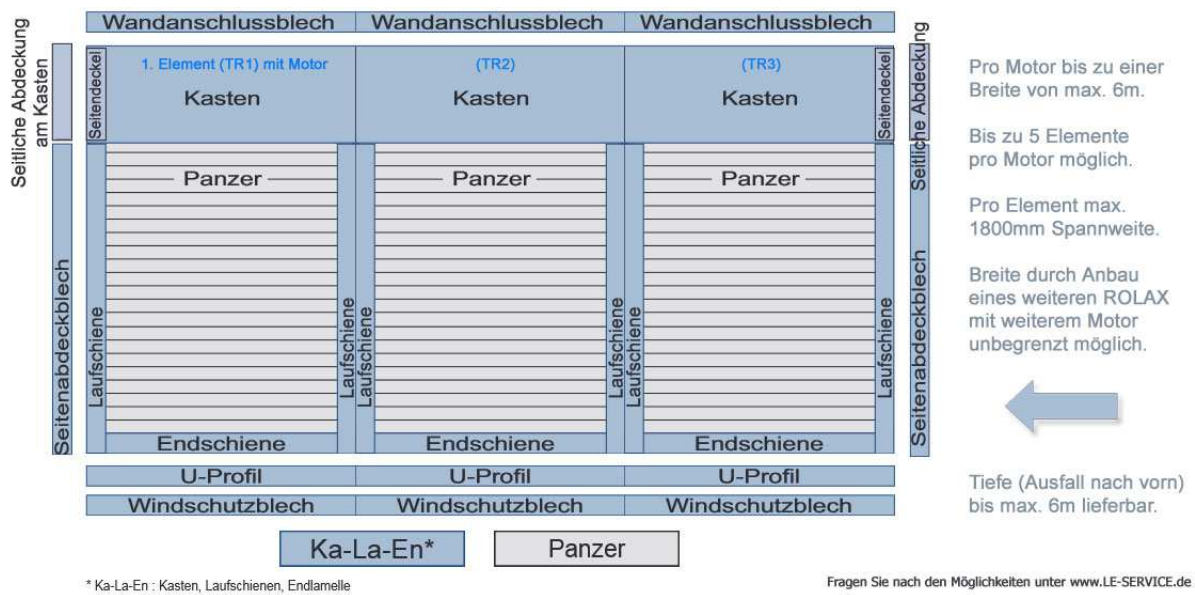 Wandanschlussblech Wandanschlussblech Wandanschlussblech
Seitliche Abdeckung
am Kasten
Seitendeckel
1. Element (TR1) mit Motor
Kasten
(TR2)
Kasten
(TR3)
Kasten
Seitendeckel
Seitliche Abdeckung
Seitenabdeckblech
Laufschiene
Panzer
Laufschiene
Laufschiene
Panzer
Laufschiene
Laufschiene
Panzer
Laufschiene
Seitenabdeckblech
Endschiene Endschiene Endschiene
U-Profil U-Profil U-Profil
Windschutzblech Windschutzblech Windschutzblech
Pro Motor bis zu einer
Breite von max. 6m.
Bis zu 5 Elemente
pro Motor möglich.
Pro Element max.
1800mm Spannweite.
Breite durch Anbau
eines weiteren ROLAX
mit weiterem Motor
unbegrenzt möglich.
Tiefe (Ausfall nach vorn)
bis max. 6m lieferbar.
Ka-La-En*
Panzer
* Ka-La-En : Kasten, Laufschienen, Endlamelle
Fragen Sie nach den Möglichkeiten unter www.LE-SERVICE.de